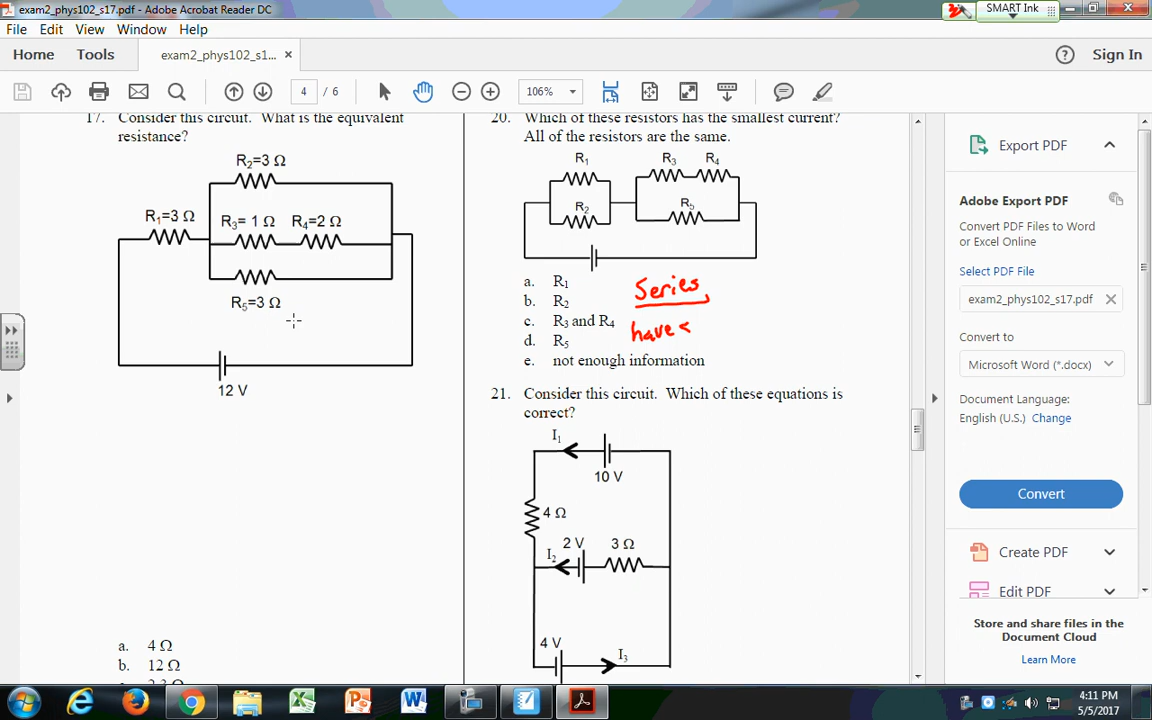 exam2_phys102_s17.pdf - Adobe Acrobat Reader DC
SMART Ink
File Edit View Window Help
Home Tools exam2_phys102_s1... × Sign In
4 / 6 106%
17. Consider this circuit. What is the equivalent
resistance?
R₂=3 Ω
R₁=3 Ω
R₃= 1 Ω R₄=2 Ω
R₅=3 Ω
12 V
a. 4 Ω
b. 12 Ω
20. Which of these resistors has the smallest current?
All of the resistors are the same.
R₁ R₃ R₄
R₂ R₅
a. R₁
b. R₂
c. R₃ and R₄
d. R₅
e. not enough information
Series
have
21. Consider this circuit. Which of these equations is
correct?
I₁
10 V
4 Ω
2 V 3 Ω
I₂
4 V
I₃
Export PDF
Adobe Export PDF
Convert PDF Files to Word
or Excel Online
Select PDF File
exam2_phys102_s17.pdf ×
Convert to
Microsoft Word (*.docx)
Document Language:
English (U.S.) Change
Convert
Create PDF
Edit PDF
Store and share files in the
Document Cloud
Learn More
4:11 PM
5/5/2017